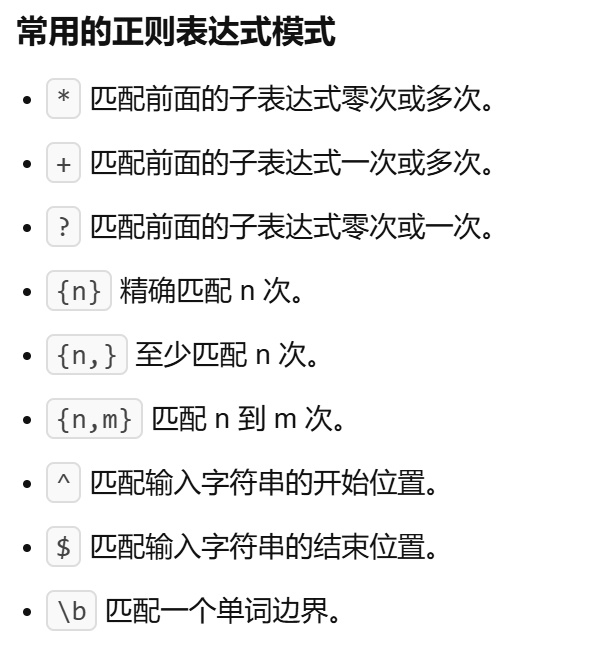 常用的正则表达式模式
• * 匹配前面的子表达式零次或多次。
• + 匹配前面的子表达式一次或多次。
• ? 匹配前面的子表达式零次或一次。
• {n} 精确匹配 n 次。
• {n,} 至少匹配 n 次。
• {n,m} 匹配 n 到 m 次。
• ^ 匹配输入字符串的开始位置。
• $ 匹配输入字符串的结束位置。
• \b 匹配一个单词边界。